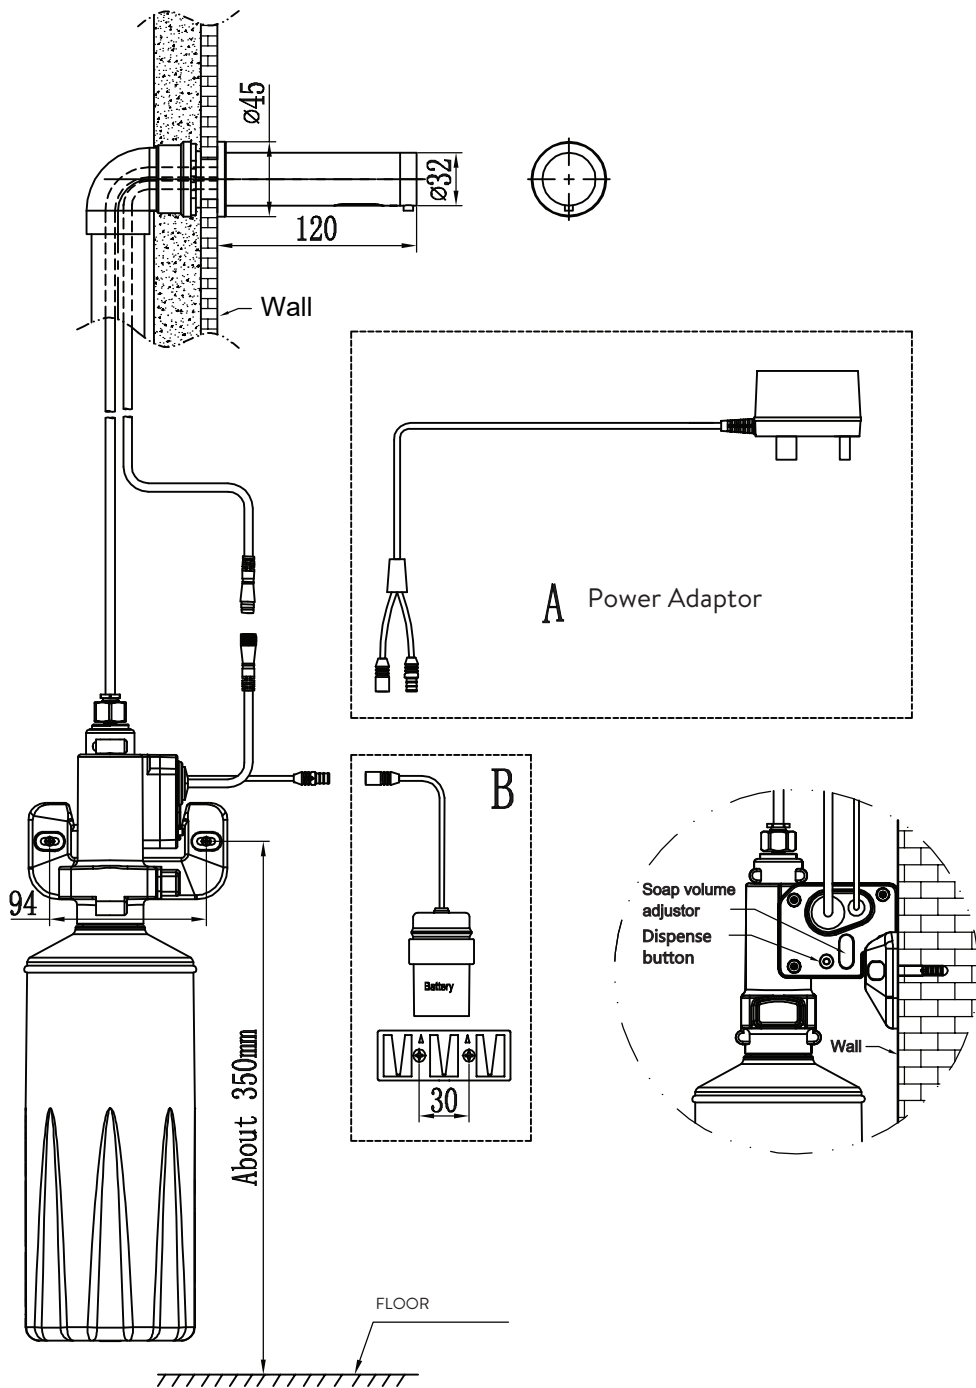 ø45
ø32
120
Wall
A Power Adaptor
B
Soap volume
adjustor
Dispense
button
94
Battery
Wall
30
About 350mm
FLOOR